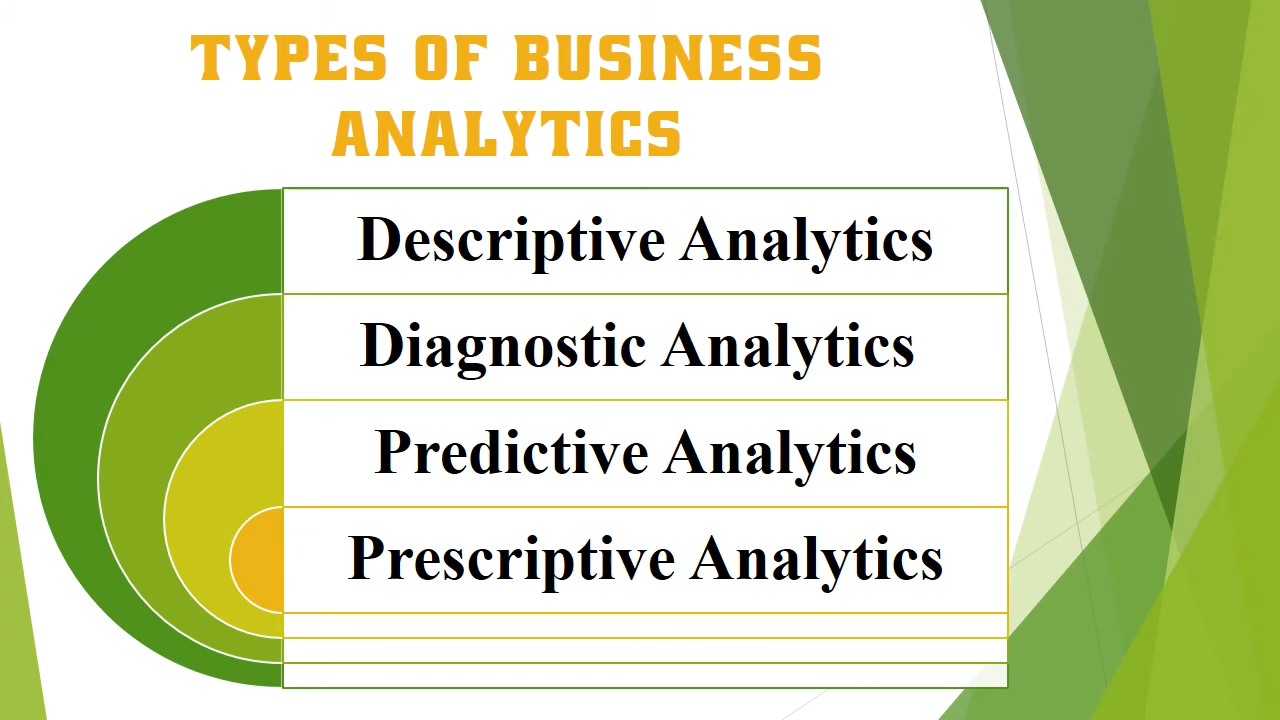 TYPES OF BUSINESS
ANALYTICS
Descriptive Analytics
Diagnostic Analytics
Predictive Analytics
Prescriptive Analytics